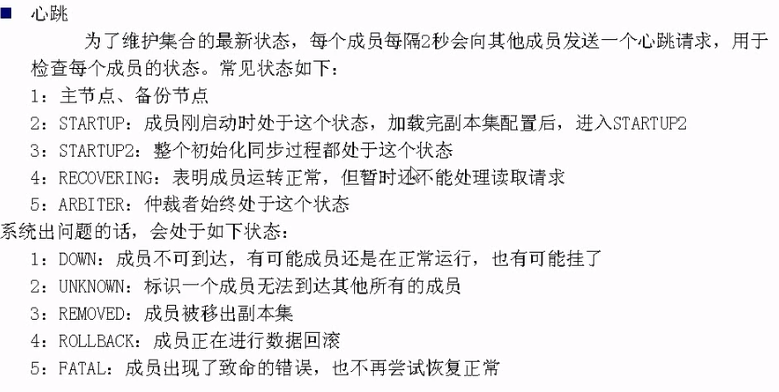 ■ 心跳
为了维护集合的最新状态，每个成员每隔2秒会向其他成员发送一个心跳请求，用于
检查每个成员的状态。常见状态如下：
1：主节点、备份节点
2：STARTUP：成员刚启动时处于这个状态，加载完副本集配置后，进入STARTUP2
3：STARTUP2：整个初始化同步过程都处于这个状态
4：RECOVERING：表明成员运转正常，但暂时还不能处理读取请求
5：ARBITER：仲裁者始终处于这个状态
系统出问题的话，会处于如下状态：
1：DOWN：成员不可到达，有可能成员还是在正常运行，也有可能挂了
2：UNKNOWN：标识一个成员无法到达其他所有的成员
3：REMOVED：成员被移出副本集
4：ROLLBACK：成员正在进行数据回滚
5：FATAL：成员出现了致命的错误，也不再尝试恢复正常